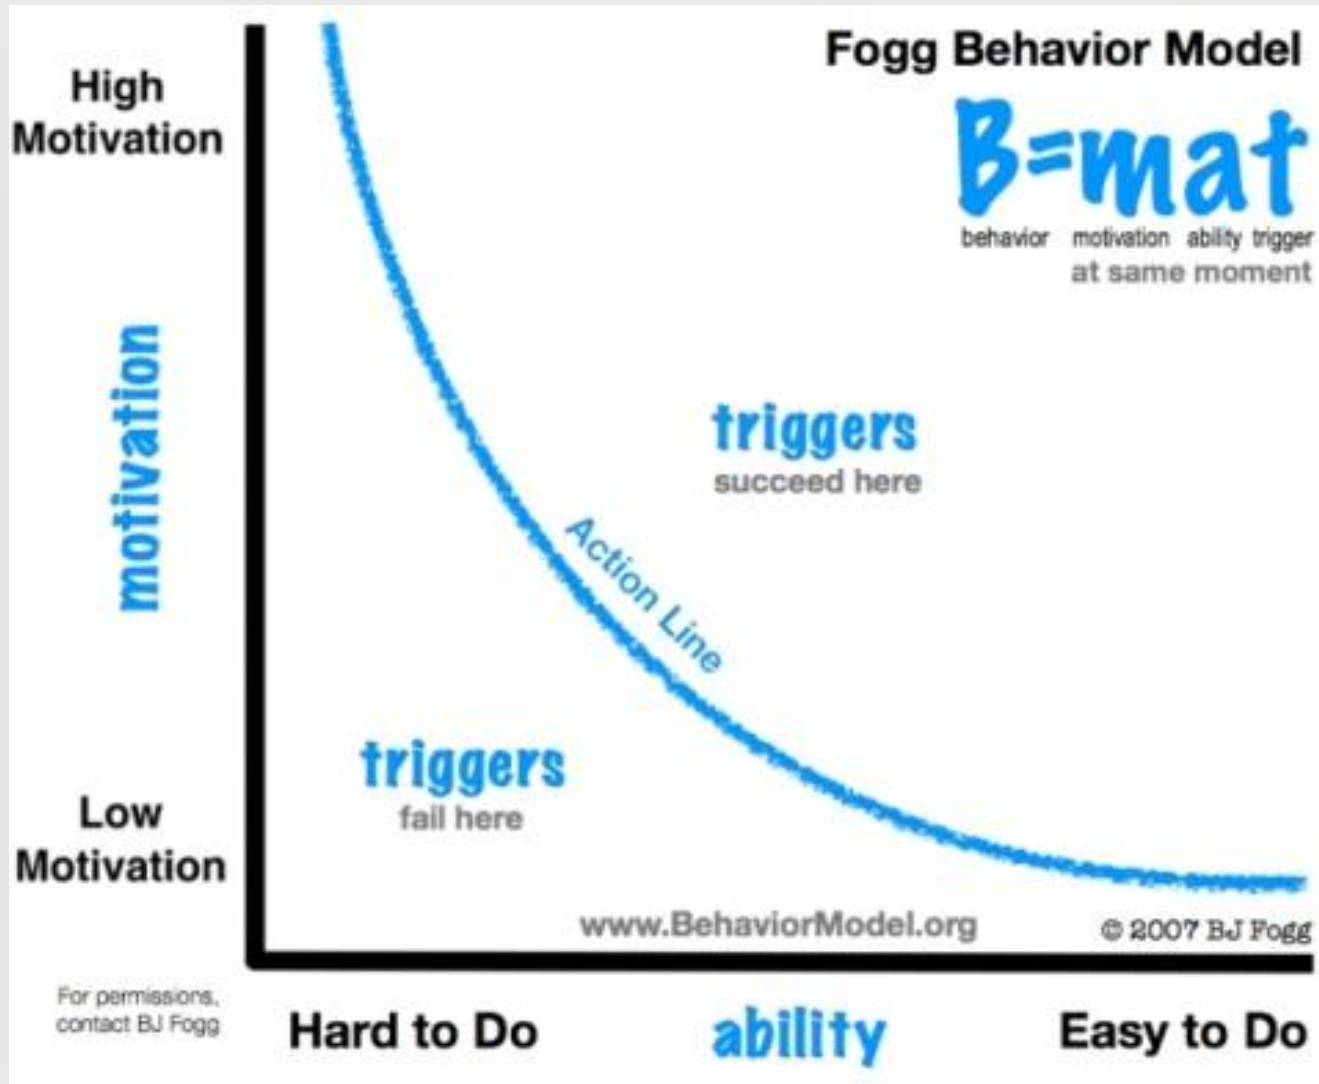 Fogg Behavior Model
B=mat
behavior motivation ability trigger
at same moment
High
Motivation
motivation
triggers
succeed here
Action Line
triggers
fail here
Low
Motivation
www.BehaviorModel.org
© 2007 BJ Fogg
For permissions,
contact BJ Fogg
Hard to Do
ability
Easy to Do